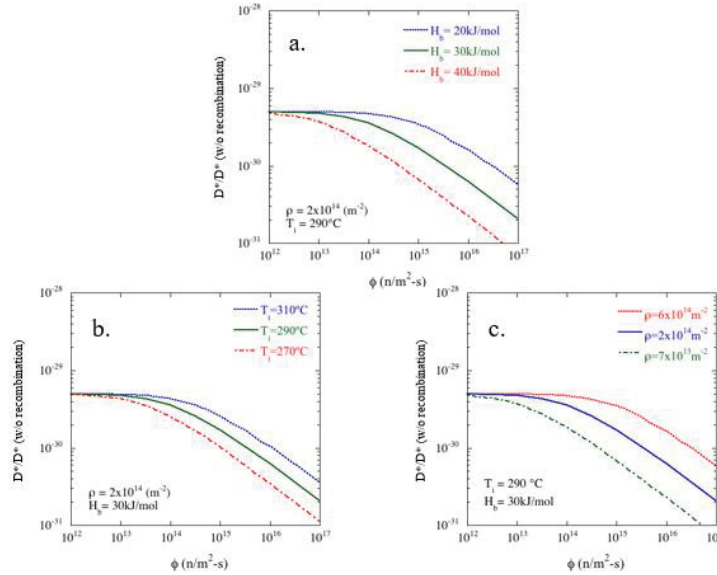 a.
H_b = 20kJ/mol
H_b = 30kJ/mol
H_b = 40kJ/mol
10^-28
10^-29
10^-30
10^-31
D*/D* (w/o recombination)
ρ = 2x10^14 (m^-2)
T_i = 290°C
10^12 10^13 10^14 10^15 10^16 10^17
ϕ (n/m^2-s)
b.
T_i=310°C
T_i=290°C
T_i=270°C
10^-28
10^-29
10^-30
10^-31
D*/D* (w/o recombination)
ρ = 2x10^14 (m^-2)
H_b = 30kJ/mol
10^12 10^13 10^14 10^15 10^16 10^17
ϕ (n/m^2-s)
c.
ρ=6x10^14m^-2
ρ=2x10^14m^-2
ρ=7x10^13m^-2
10^-28
10^-29
10^-30
10^-31
D*/D* (w/o recombination)
T_i = 290 °C
H_b = 30kJ/mol
10^12 10^13 10^14 10^15 10^16 10^17
ϕ (n/m^2-s)